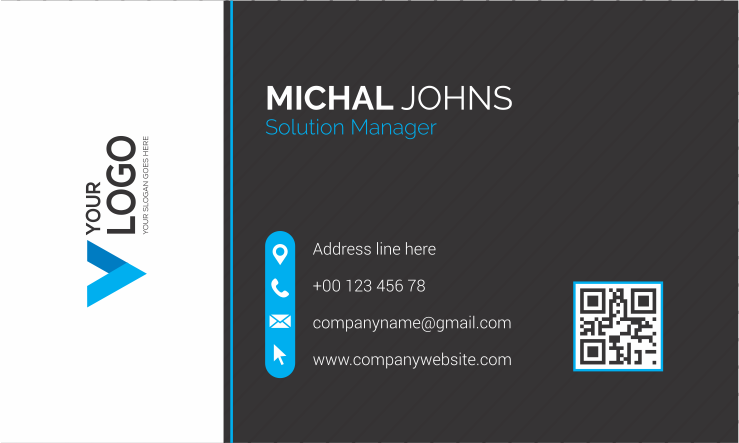 YOUR
LOGO
YOUR SLOGAN GOES HERE
MICHAL JOHNS
Solution Manager
Address line here
+00 123 456 78
companyname@gmail.com
www.companywebsite.com